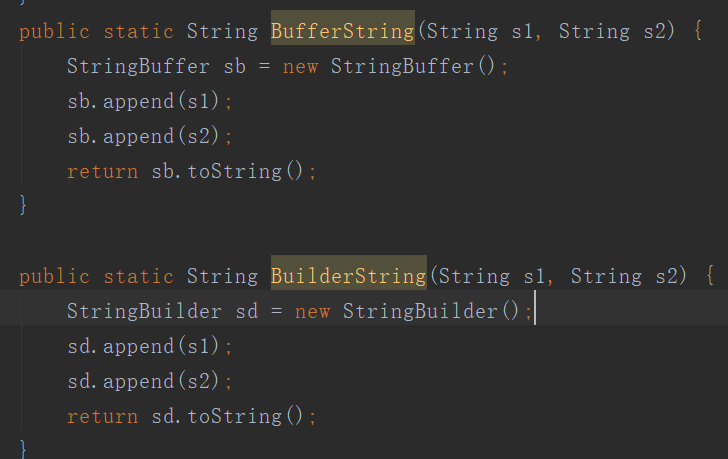 }
public static String BufferString(String s1, String s2) {
    StringBuffer sb = new StringBuffer();
    sb.append(s1);
    sb.append(s2);
    return sb.toString();
}
public static String BuilderString(String s1, String s2) {
    StringBuilder sd = new StringBuilder();
    sd.append(s1);
    sd.append(s2);
    return sd.toString();
}